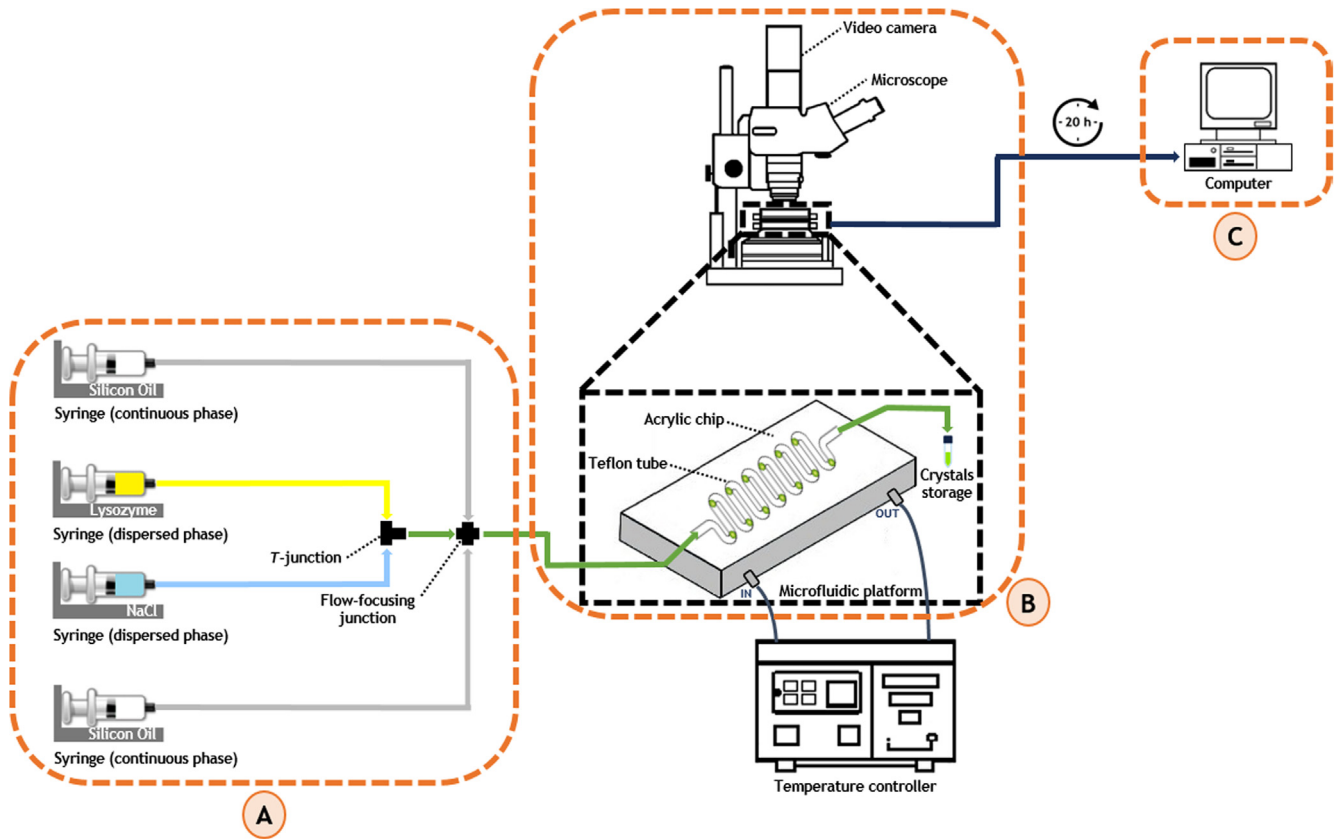 Video camera
Microscope
- 20 h -
Computer
C
Silicon Oil
Syringe (continuous phase)
Lysozyme
Syringe (dispersed phase)
T-junction
NaCl
Syringe (dispersed phase)
Flow-focusing
junction
Silicon Oil
Syringe (continuous phase)
A
Acrylic chip
Teflon tube
Crystals
storage
OUT
IN
Microfluidic platform
B
Temperature controller